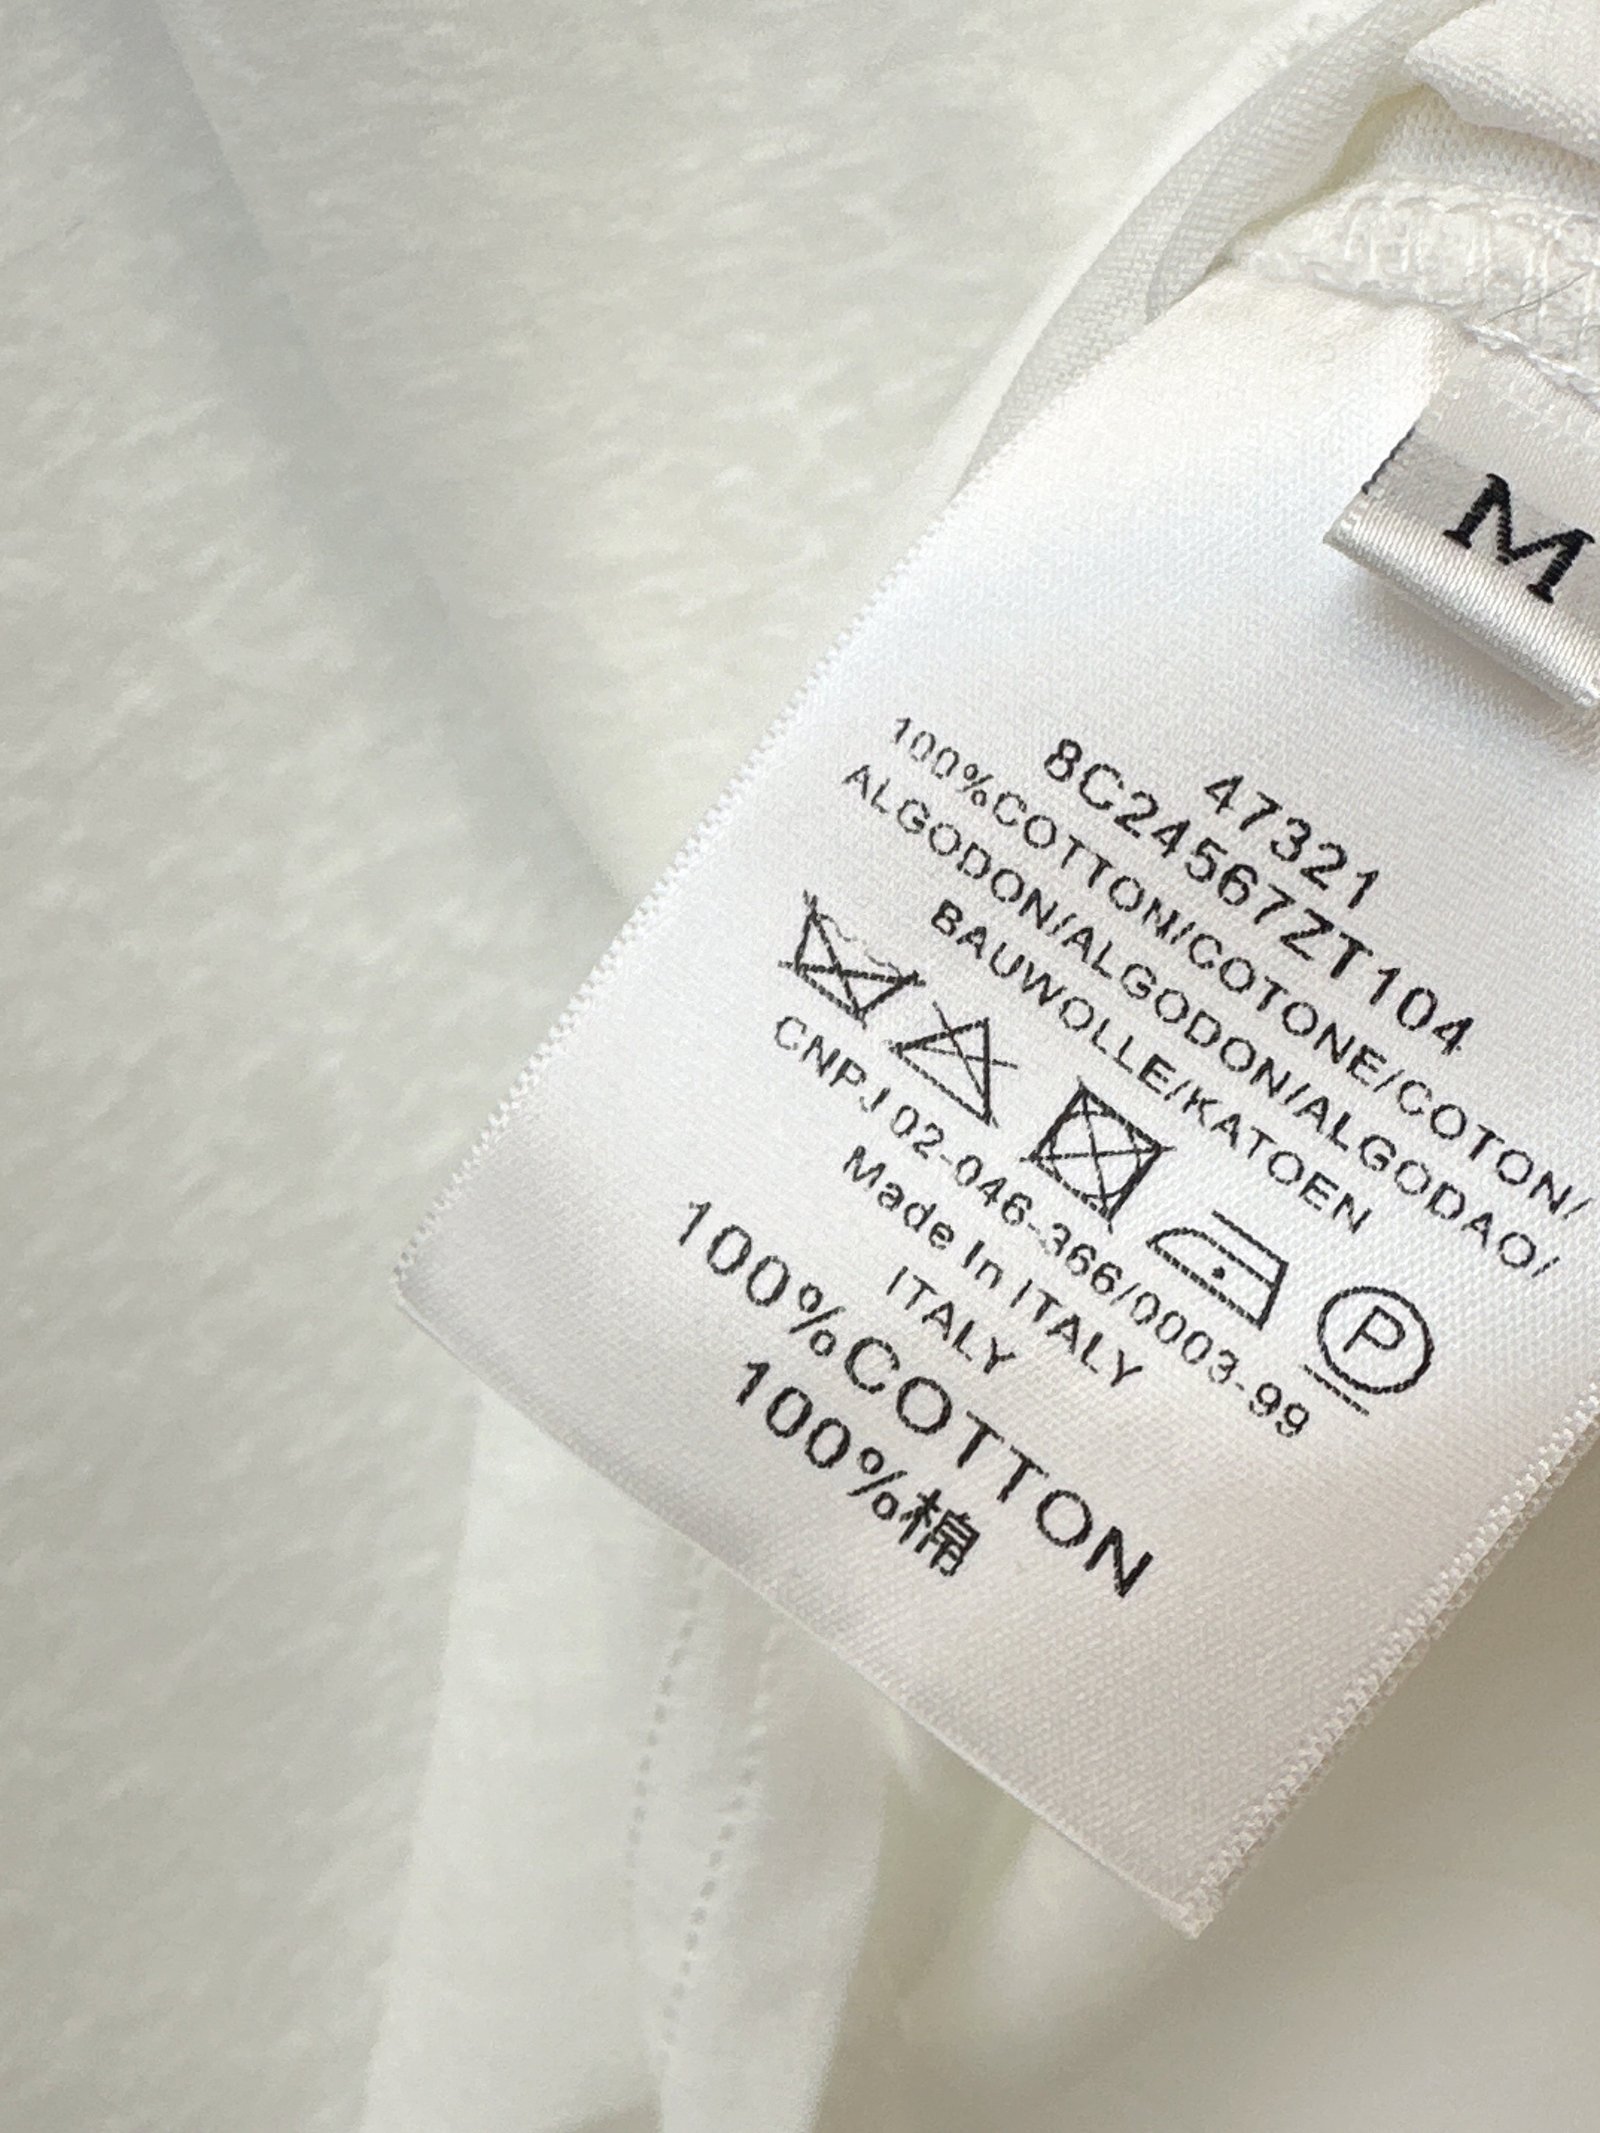 M
47321
8C24567ZT104
100%COTTON/COTONE/COTON/
ALGODON/ALGODON/ALGODAO/
BAUWOLLE/KATOEN
P
CNPJ 02-046-366/0003-99
Made In ITALY
ITALY
100%COTTON
100%棉